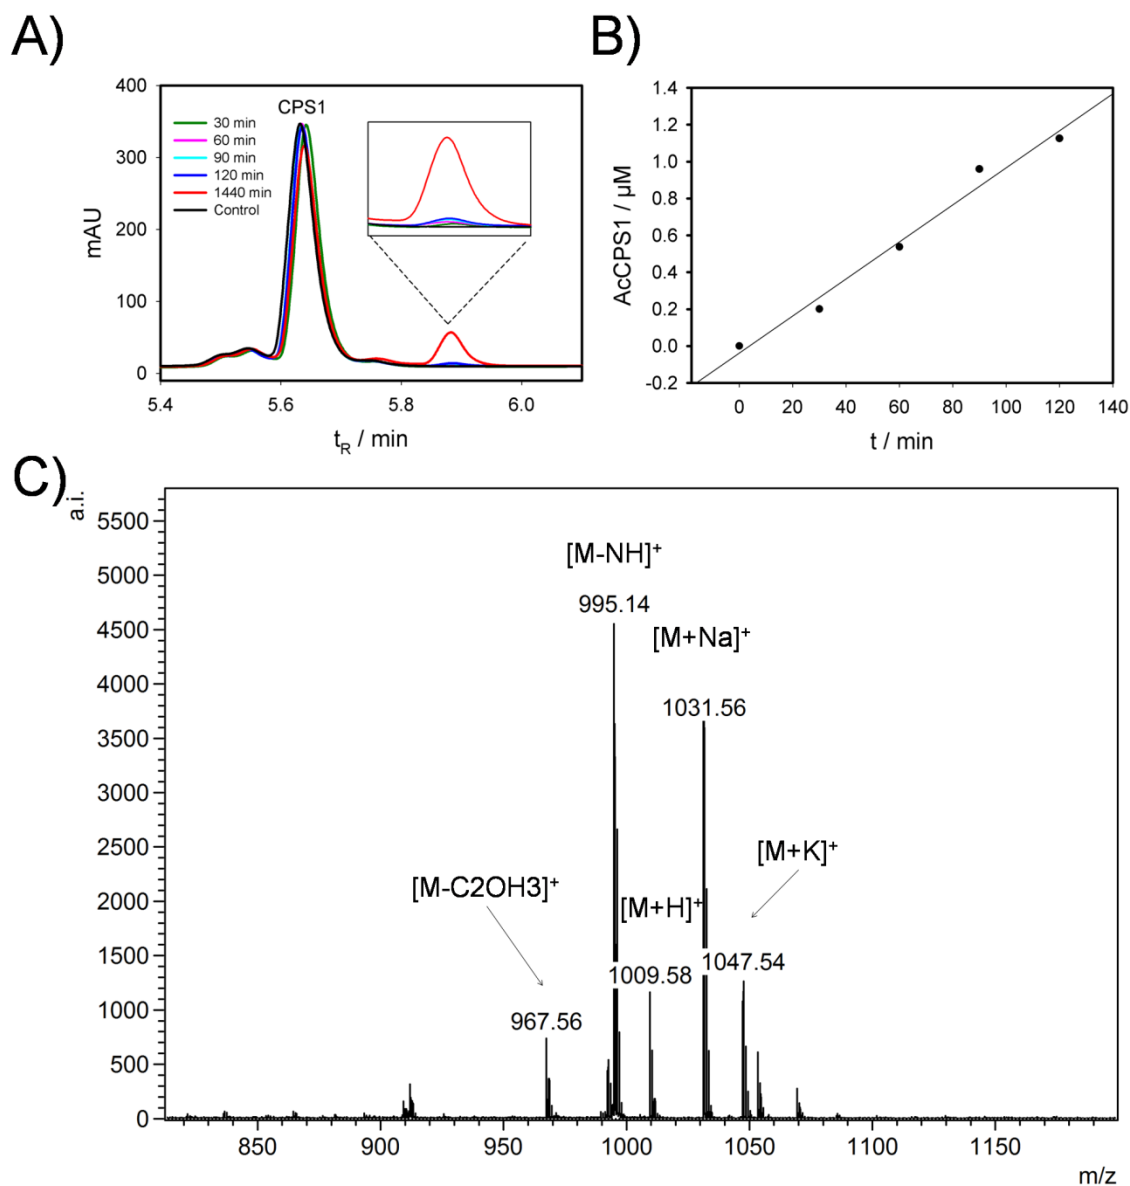 A)
400
300
200
100
0
mAU
CPS1
30 min
60 min
90 min
120 min
1440 min
Control
5.4
5.6
5.8
6.0
tR / min
B)
1.4
1.2
1.0
0.8
0.6
0.4
0.2
0.0
-0.2
AcCPS1 / µM
0
20
40
60
80
100
120
140
t / min
C)
a.i.
5500
5000
4500
4000
3500
3000
2500
2000
1500
1000
500
0
[M-NH]+
995.14
[M+Na]+
1031.56
[M+K]+
1047.54
[M-C2OH3]+
967.56
[M+H]+
1009.58
850
900
950
1000
1050
1100
1150
m/z